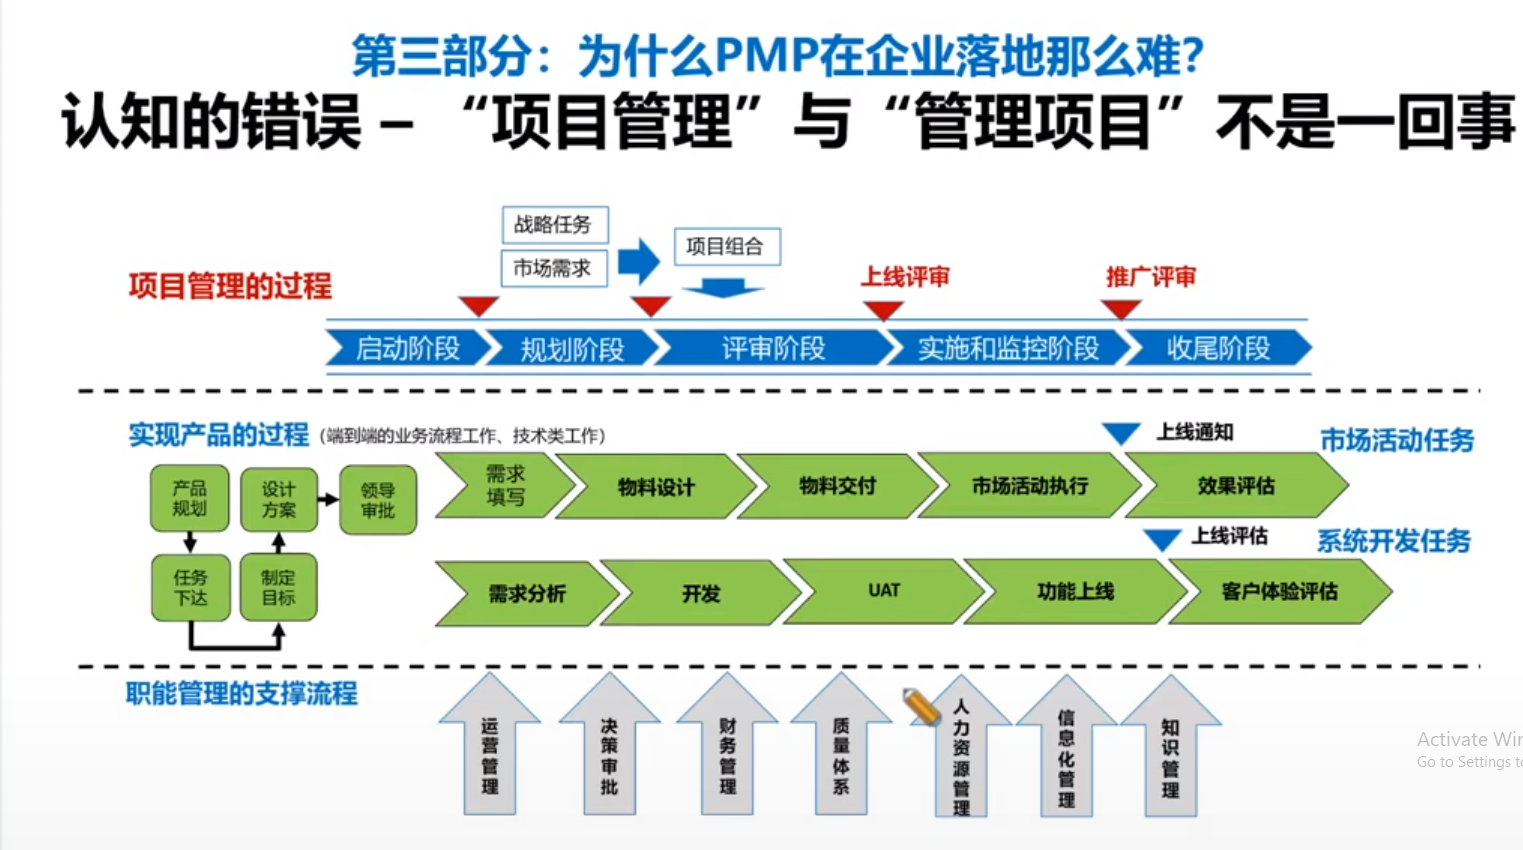 第三部分：为什么PMP在企业落地那么难?
认知的错误 – “项目管理”与“管理项目”不是一回事
战略任务
市场需求
项目组合
项目管理的过程
上线评审
推广评审
启动阶段
规划阶段
评审阶段
实施和监控阶段
收尾阶段
实现产品的过程（端到端的业务流程工作、技术类工作）
上线通知
市场活动任务
产品
规划
设计
方案
领导
审批
任务
下达
制定
目标
需求
填写
物料设计
物料交付
市场活动执行
效果评估
上线评估
系统开发任务
需求分析
开发
UAT
功能上线
客户体验评估
职能管理的支撑流程
运营管理
决策审批
财务管理
质量体系
人力资源管理
信息化管理
知识管理
Activate Wir
Go to Settings to